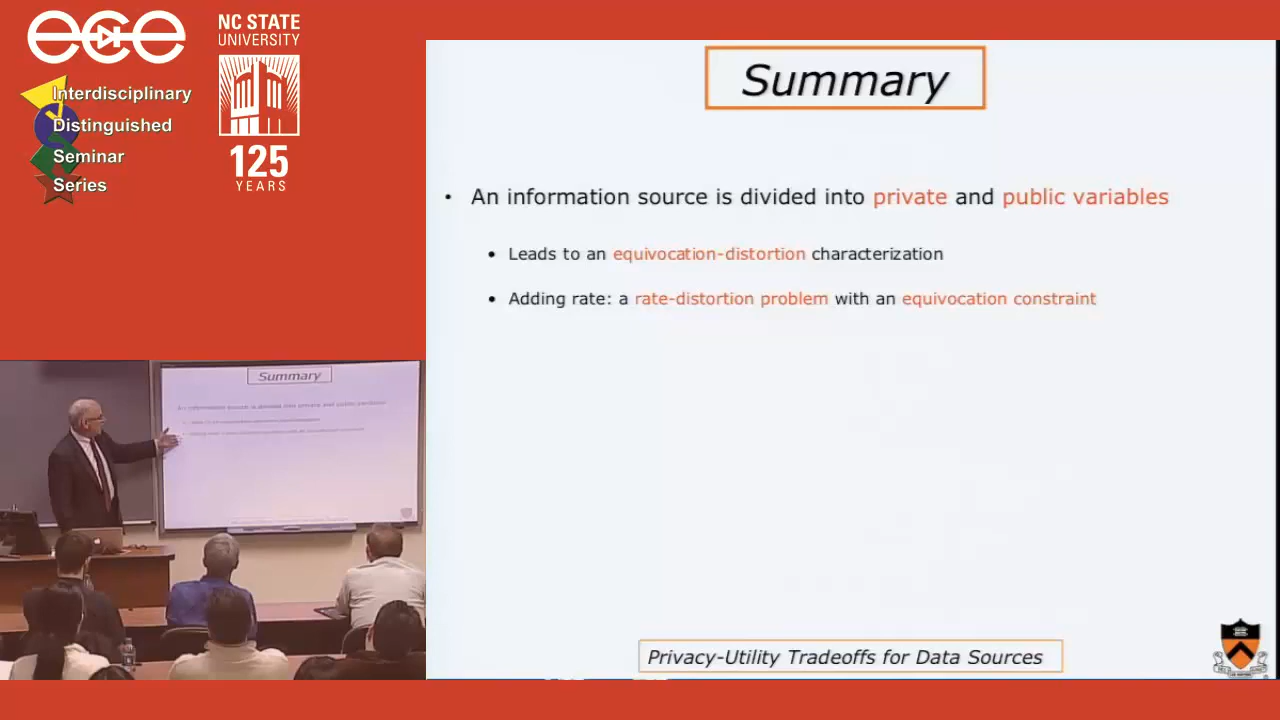 ece
NC STATE
UNIVERSITY
125
YEARS
Interdisciplinary
Distinguished
Seminar
Series
Summary
• An information source is divided into private and public variables
• Leads to an equivocation-distortion characterization
• Adding rate: a rate-distortion problem with an equivocation constraint
Privacy-Utility Tradeoffs for Data Sources
Summary